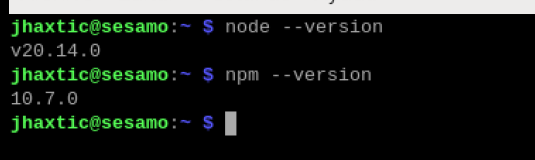 jhaxtic@sesamo:~ $ node --version
v20.14.0
jhaxtic@sesamo:~ $ npm --version
10.7.0
jhaxtic@sesamo:~ $